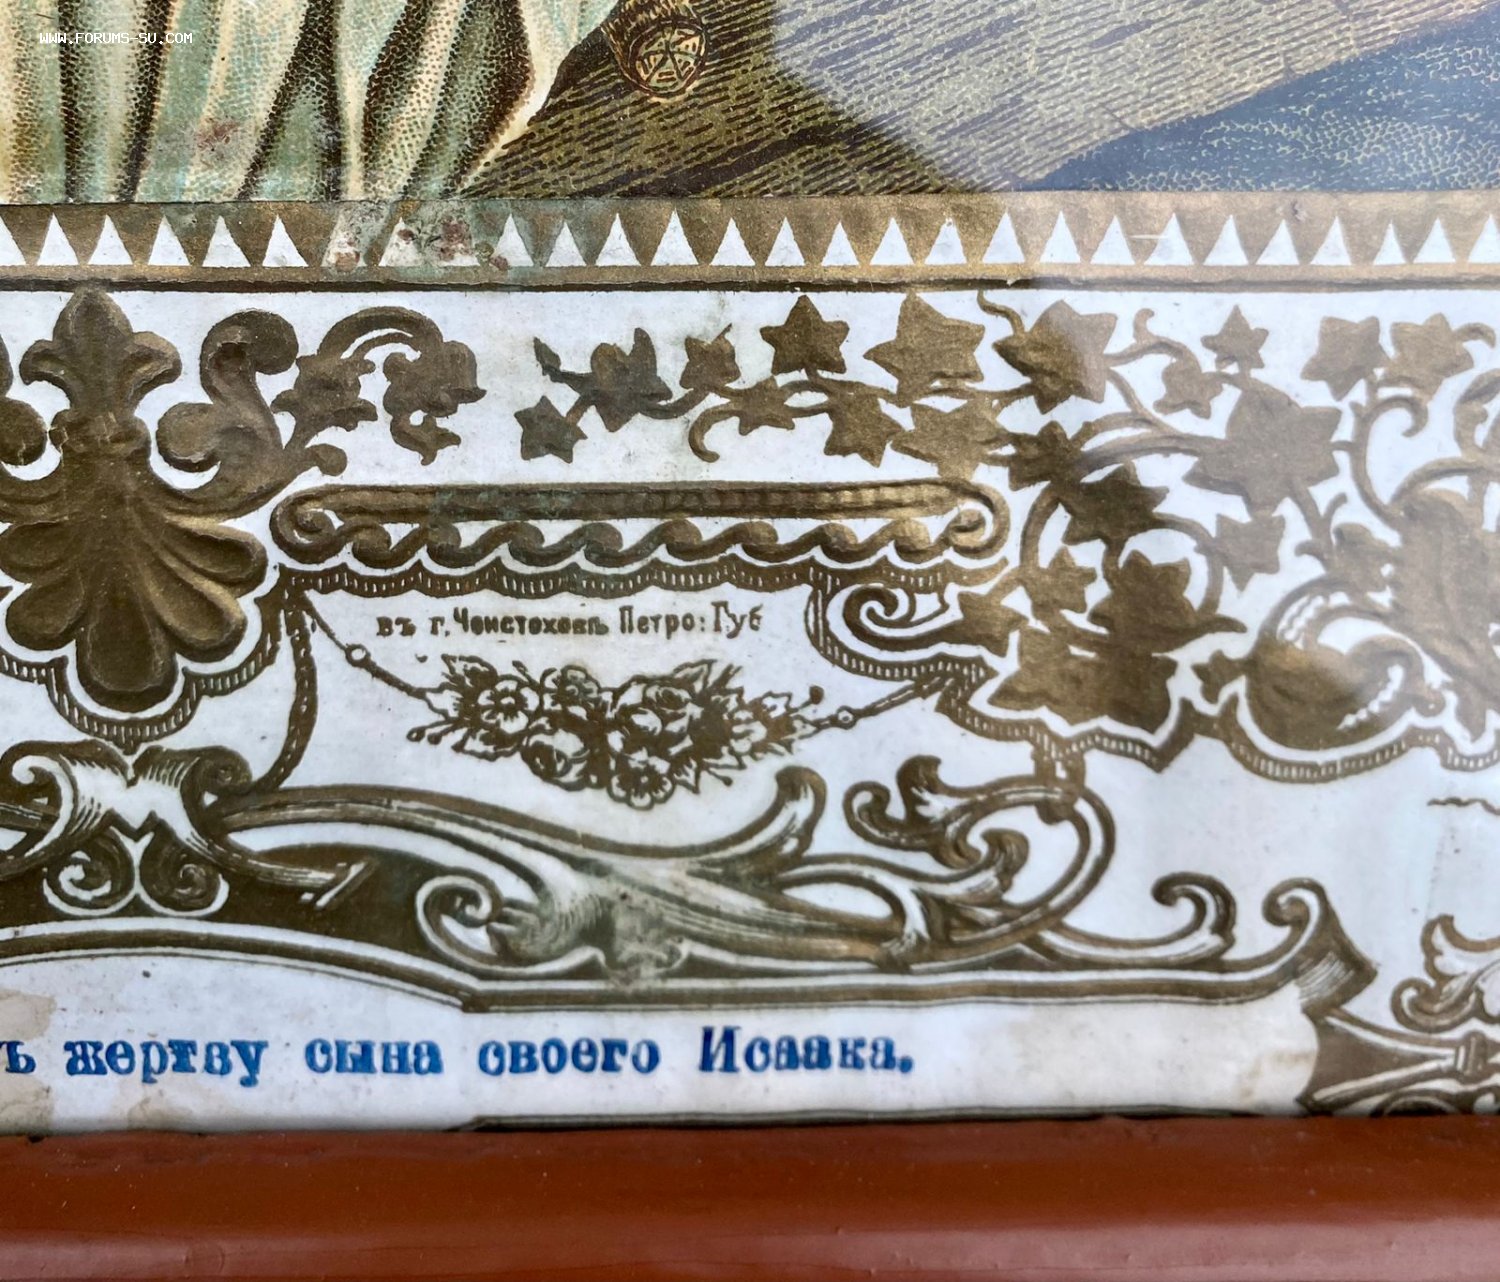 WWW.FORUMS-SU.COM
въ г. Ченстоховѣ Петро: Губ
ъ жертву сына своего Исаака.